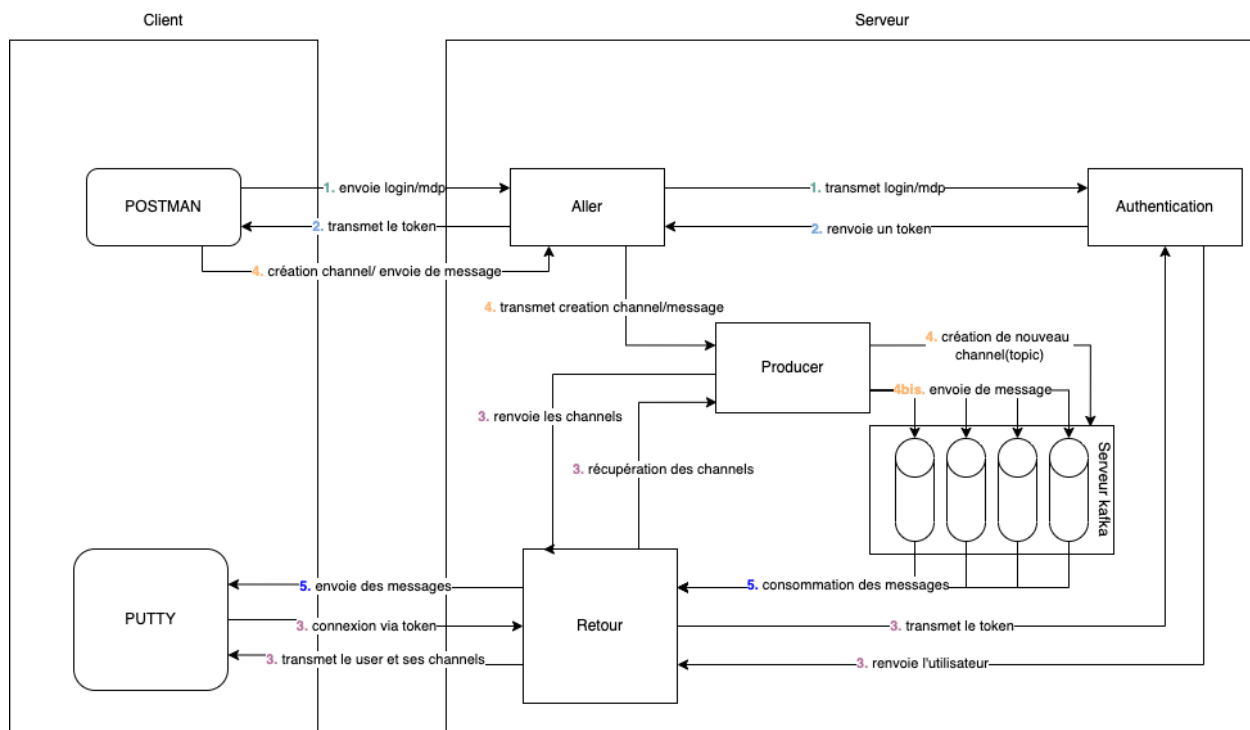 Client
Serveur
POSTMAN
1. envoie login/mdp
2. transmet le token
4. création channel/ envoie de message
Aller
1. transmet login/mdp
2. renvoie un token
Authentication
4. transmet creation channel/message
Producer
4. création de nouveau
channel(topic)
4bis. envoie de message
3. renvoie les channels
3. récupération des channels
Serveur kafka
PUTTY
5. envoie des messages
3. connexion via token
3. transmet le user et ses channels
Retour
5. consommation des messages
3. transmet le token
3. renvoie l'utilisateur